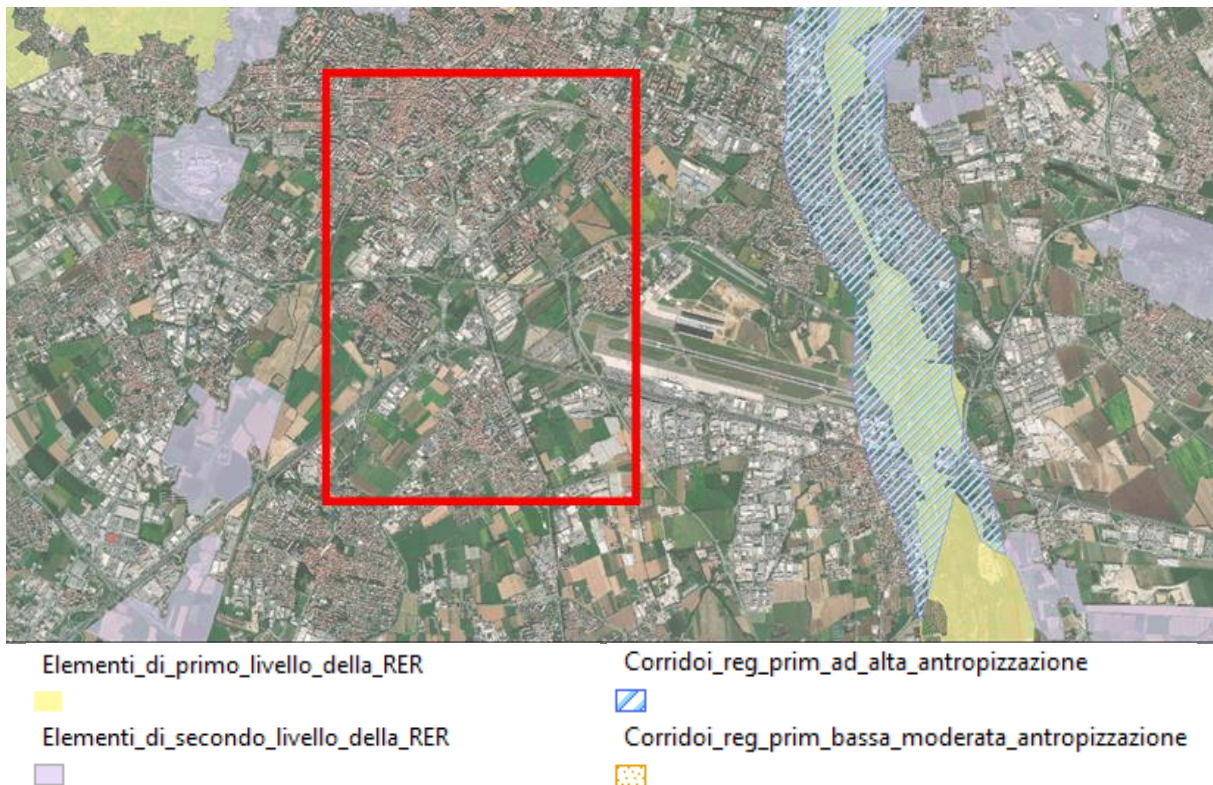 Elementi_di_primo_livello_della_RER
Corridoi_reg_prim_ad_alta_antropizzazione
Elementi_di_secondo_livello_della_RER
Corridoi_reg_prim_bassa_moderata_antropizzazione